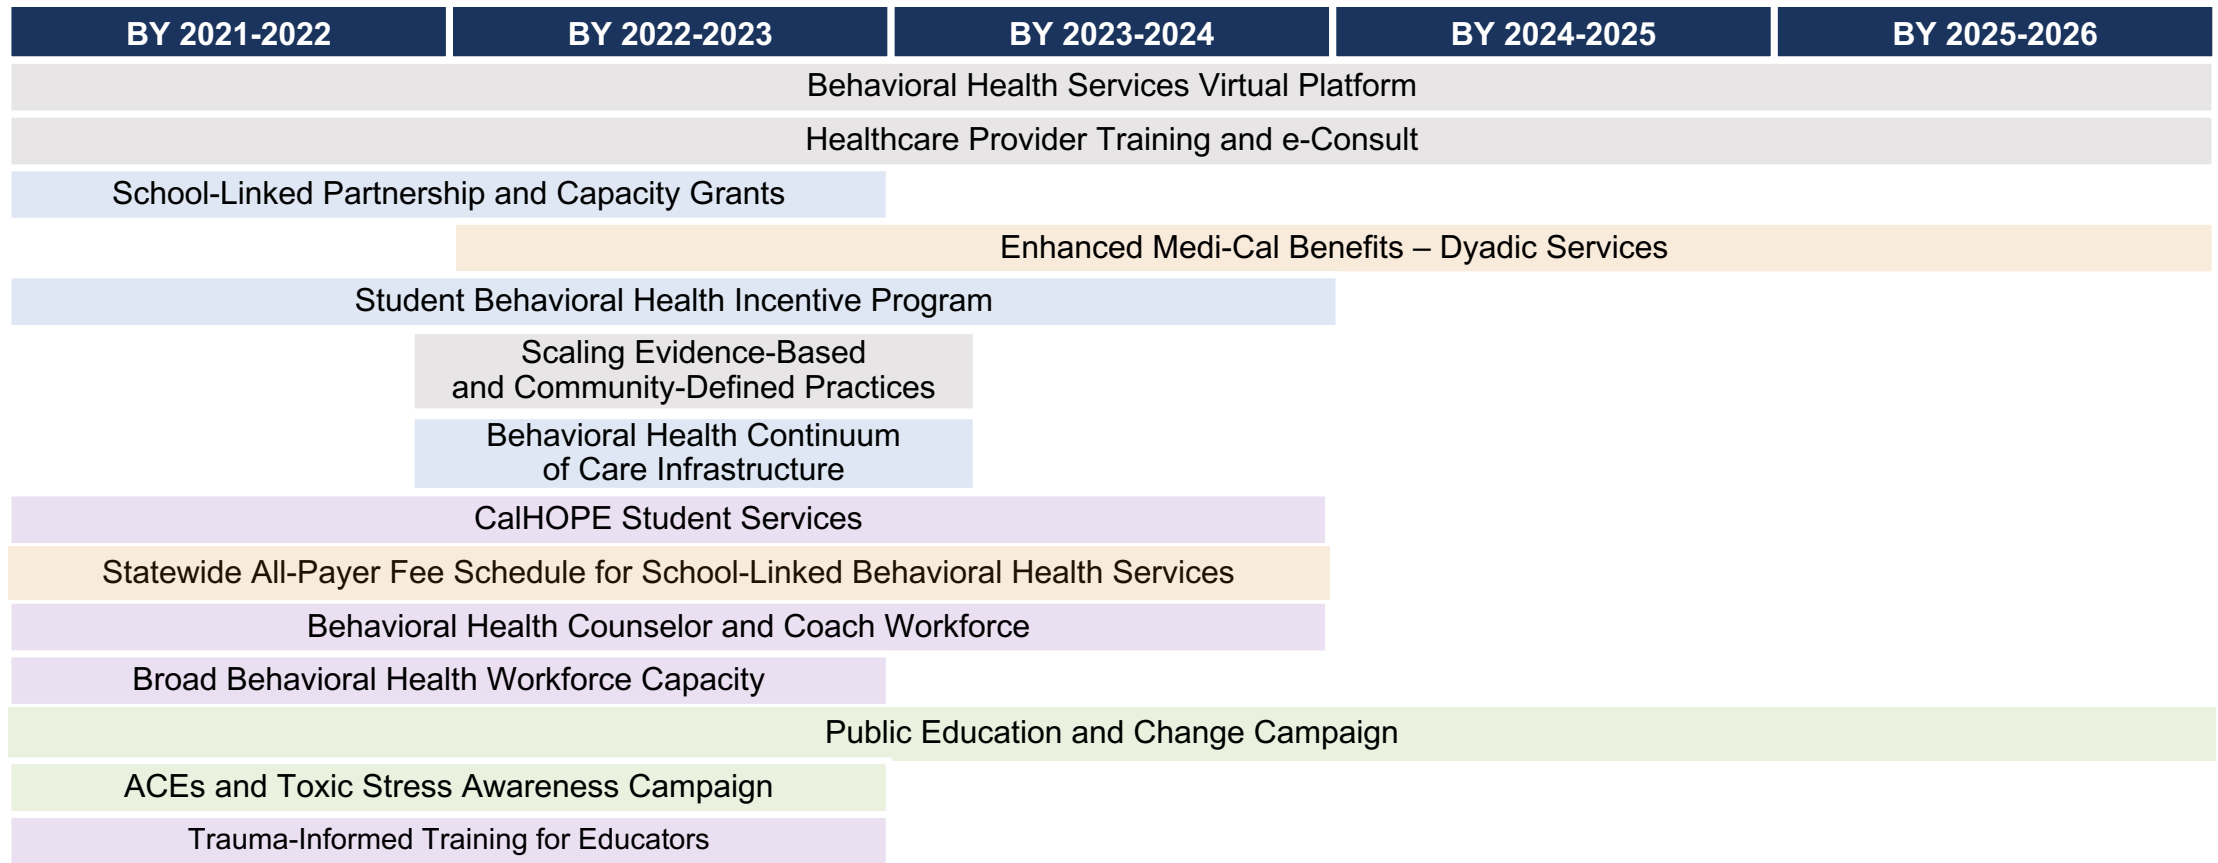 BY 2021-2022 BY 2022-2023 BY 2023-2024 BY 2024-2025 BY 2025-2026
Behavioral Health Services Virtual Platform
Healthcare Provider Training and e-Consult
School-Linked Partnership and Capacity Grants
Enhanced Medi-Cal Benefits – Dyadic Services
Student Behavioral Health Incentive Program
Scaling Evidence-Based
and Community-Defined Practices
Behavioral Health Continuum
of Care Infrastructure
CalHOPE Student Services
Statewide All-Payer Fee Schedule for School-Linked Behavioral Health Services
Behavioral Health Counselor and Coach Workforce
Broad Behavioral Health Workforce Capacity
Public Education and Change Campaign
ACEs and Toxic Stress Awareness Campaign
Trauma-Informed Training for Educators